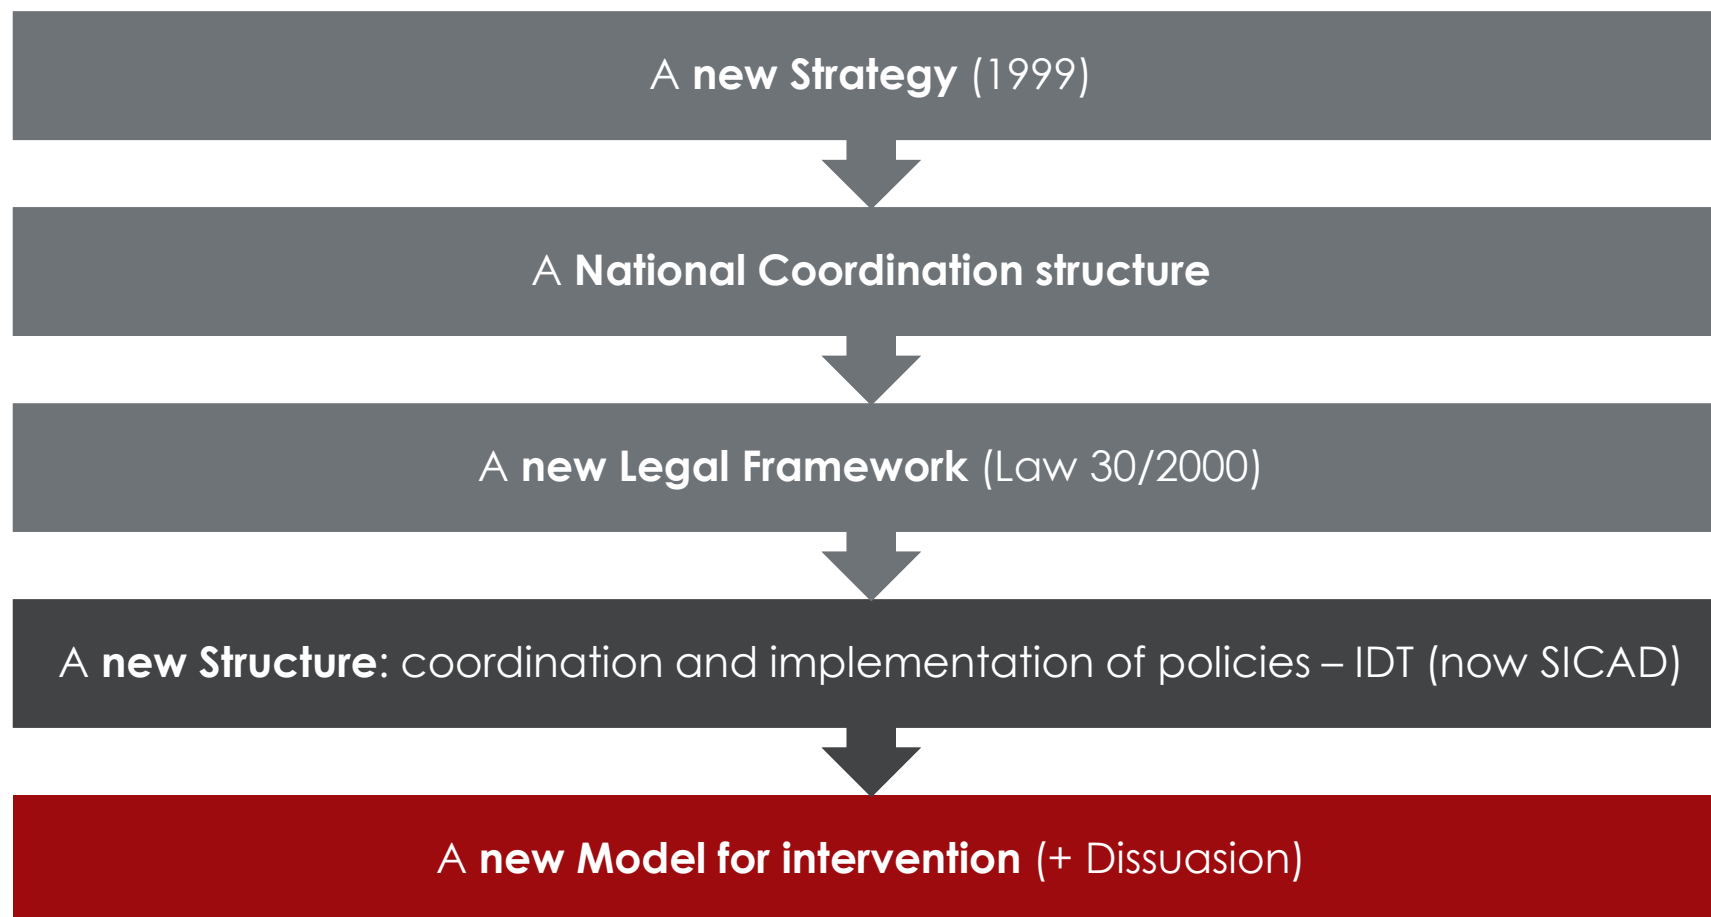 A new Strategy (1999)
A National Coordination structure
A new Legal Framework (Law 30/2000)
A new Structure: coordination and implementation of policies – IDT (now SICAD)
A new Model for intervention (+ Dissuasion)